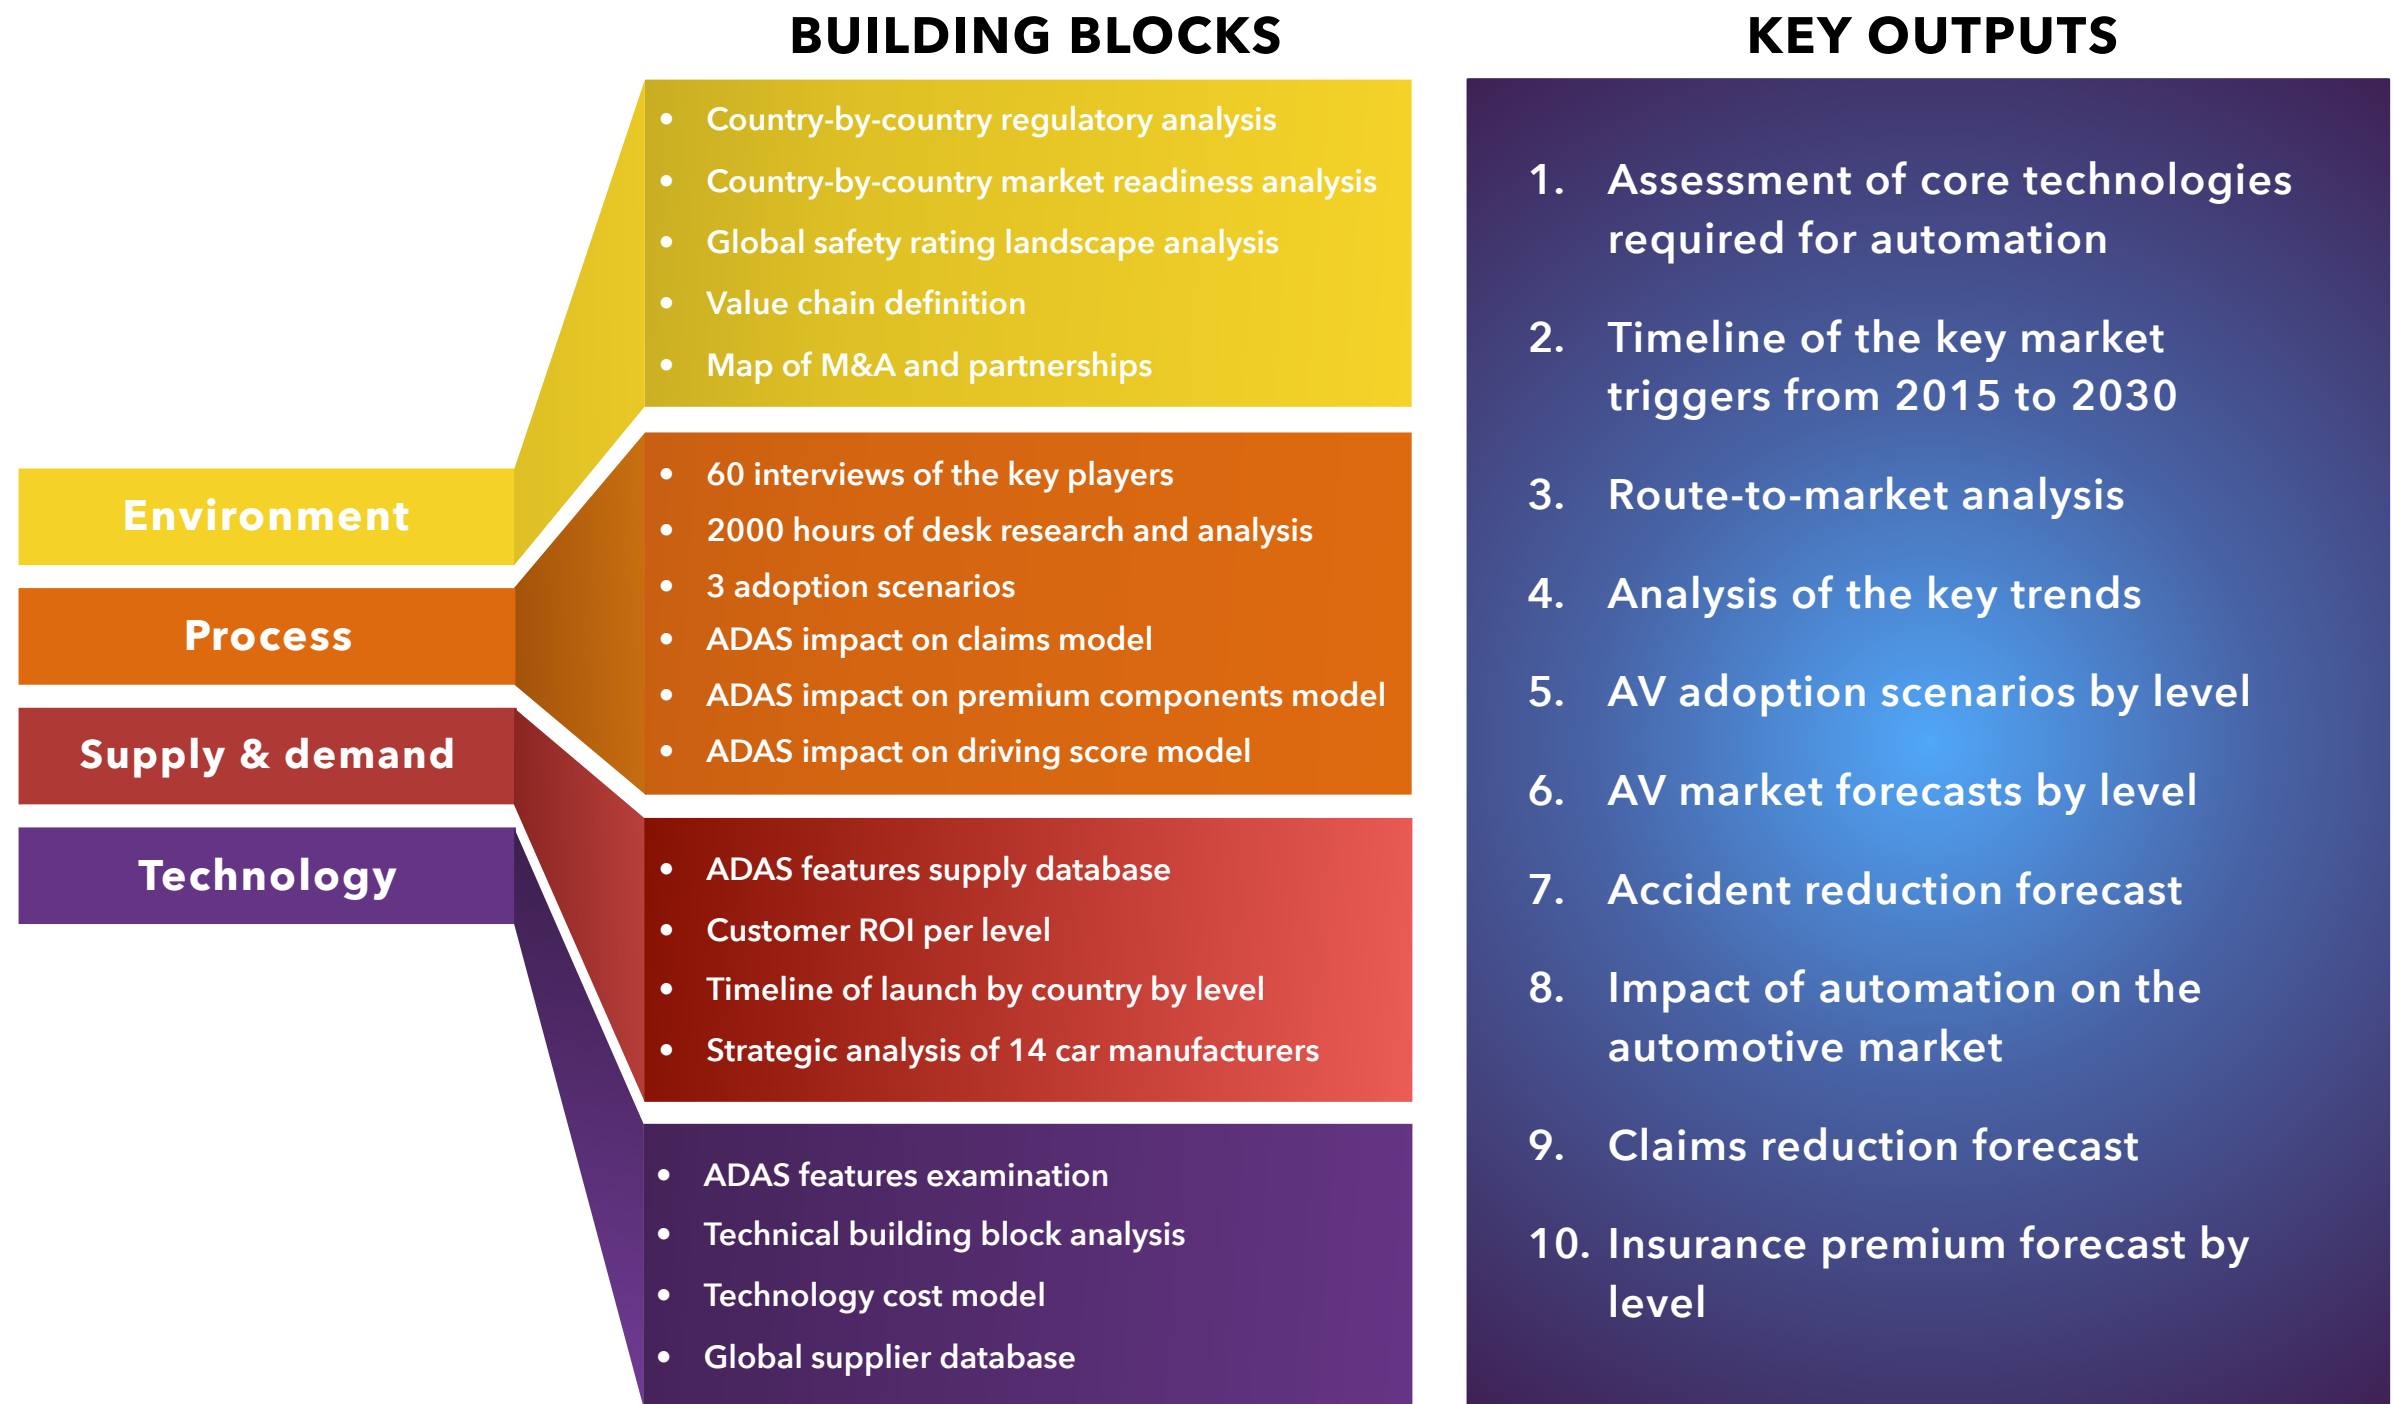 BUILDING BLOCKS
• Country-by-country regulatory analysis
• Country-by-country market readiness analysis
• Global safety rating landscape analysis
• Value chain definition
• Map of M&A and partnerships
• 60 interviews of the key players
• 2000 hours of desk research and analysis
• 3 adoption scenarios
• ADAS impact on claims model
• ADAS impact on premium components model
• ADAS impact on driving score model
• ADAS features supply database
• Customer ROI per level
• Timeline of launch by country by level
• Strategic analysis of 14 car manufacturers
• ADAS features examination
• Technical building block analysis
• Technology cost model
• Global supplier database
Environment
Process
Supply & demand
Technology
KEY OUTPUTS
1. Assessment of core technologies
required for automation
2. Timeline of the key market
triggers from 2015 to 2030
3. Route-to-market analysis
4. Analysis of the key trends
5. AV adoption scenarios by level
6. AV market forecasts by level
7. Accident reduction forecast
8. Impact of automation on the
automotive market
9. Claims reduction forecast
10. Insurance premium forecast by
level